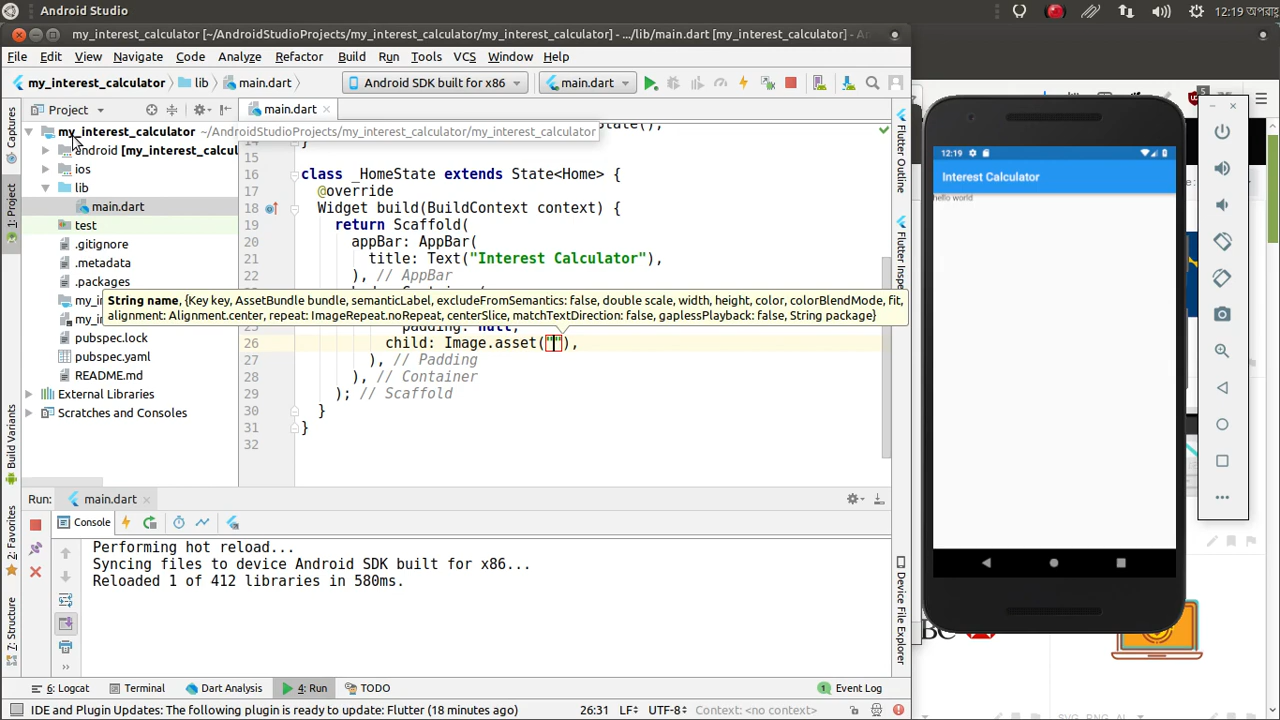 Android Studio
12:19 অপরাহ্ন
my_interest_calculator [~/AndroidStudioProjects/my_interest_calculator/my_interest_calculator] - .../lib/main.dart [my_interest_calculator] - A
File Edit View Navigate Code Analyze Refactor Build Run Tools VCS Window Help
my_interest_calculator lib main.dart Android SDK built for x86 main.dart
Project main.dart
my_interest_calculator ~/AndroidStudioProjects/my_interest_calculator/my_interest_calculator
14 }
android [my_interest_calcul
15
ios
16 class _HomeState extends State<Home> {
lib
17 @override
main.dart
18 Widget build(BuildContext context) {
test
19 return Scaffold(
.gitignore
20 appBar: AppBar(
.metadata
21 title: Text("Interest Calculator"),
.packages
22 ), // AppBar
my_in
String name, {Key key, AssetBundle bundle, semanticLabel, excludeFromSemantics: false, double scale, width, height, color, colorBlendMode, fit,
alignment: Alignment.center, repeat: ImageRepeat.noRepeat, centerSlice, matchTextDirection: false, gaplessPlayback: false, String package}
my_in
padding: null,
pubspec.lock
26 child: Image.asset(""),
pubspec.yaml
27 ), // Padding
README.md
28 ), // Container
External Libraries
29 ); // Scaffold
Scratches and Consoles
30 }
31 }
32
Captures
1: Project
Build Variants
2: Favorites
7: Structure
Flutter Outline
Flutter Inspe
Device File Explorer
Run: main.dart
Console
Performing hot reload...
Syncing files to device Android SDK built for x86...
Reloaded 1 of 412 libraries in 580ms.
6: Logcat Terminal Dart Analysis 4: Run TODO 1 Event Log
IDE and Plugin Updates: The following plugin is ready to update: Flutter (18 minutes ago) 26:31 LF÷ UTF-8÷ Context: <no context>
12:19
Interest Calculator
hello world
5
BC